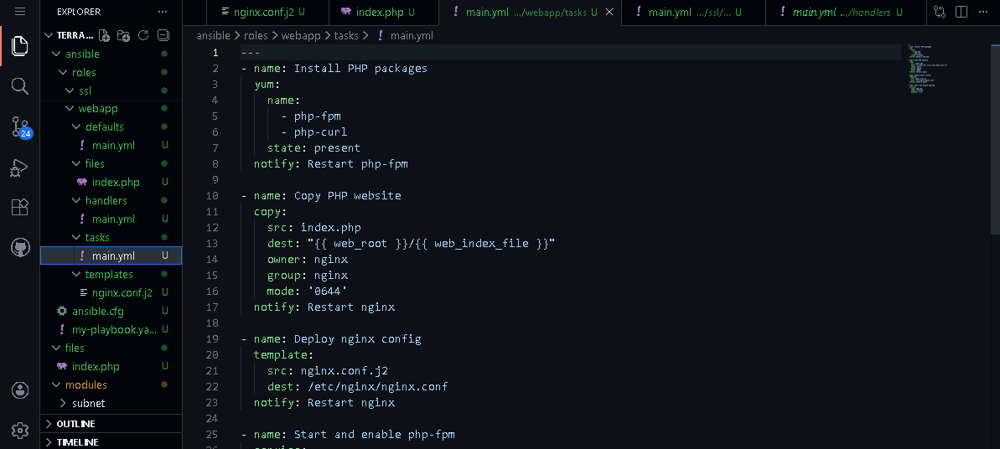 EXPLORER
nginx.conf.j2 U
index.php U
main.yml .../webapp/tasks U
main.yml .../ssl/... U
main.yml .../handlers U
TERRA...
ansible
roles
ssl
webapp
defaults
main.yml U
files
index.php U
handlers
main.yml U
tasks
main.yml U
templates
nginx.conf.j2 U
ansible.cfg U
my-playbook.ya... U
files
index.php U
modules
subnet
OUTLINE
TIMELINE
24
ansible > roles > webapp > tasks > main.yml
1 ---
2 - name: Install PHP packages
3 yum:
4 name:
5 - php-fpm
6 - php-curl
7 state: present
8 notify: Restart php-fpm
9
10 - name: Copy PHP website
11 copy:
12 src: index.php
13 dest: "{{ web_root }}/{{ web_index_file }}"
14 owner: nginx
15 group: nginx
16 mode: '0644'
17 notify: Restart nginx
18
19 - name: Deploy nginx config
20 template:
21 src: nginx.conf.j2
22 dest: /etc/nginx/nginx.conf
23 notify: Restart nginx
24
25 - name: Start and enable php-fpm